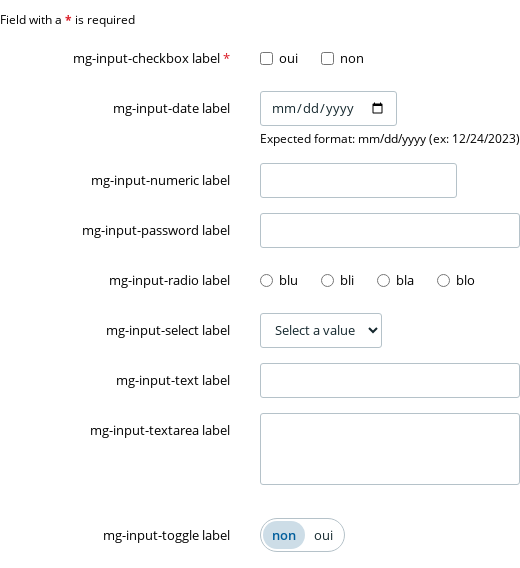 Field with a * is required
mg-input-checkbox label * oui non
mg-input-date label mm/dd/yyyy
Expected format: mm/dd/yyyy (ex: 12/24/2023)
mg-input-numeric label
mg-input-password label
mg-input-radio label blu bli bla blo
mg-input-select label Select a value
mg-input-text label
mg-input-textarea label
mg-input-toggle label non oui